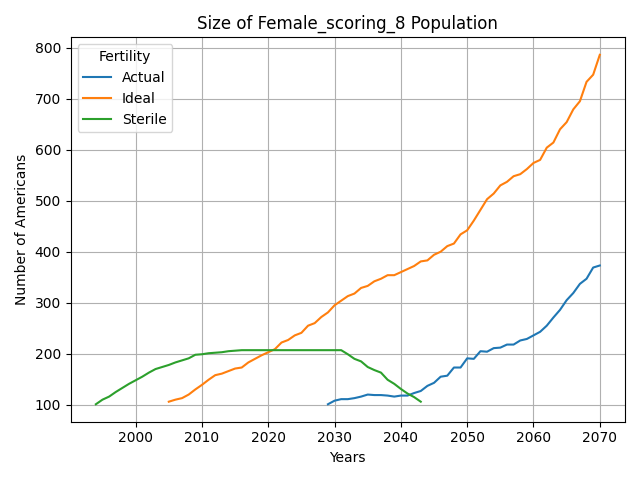 Size of Female_scoring_8 Population
Fertility
Actual
Ideal
Sterile
Number of Americans
800
700
600
500
400
300
200
100
2000
2010
2020
2030
2040
2050
2060
2070
Years